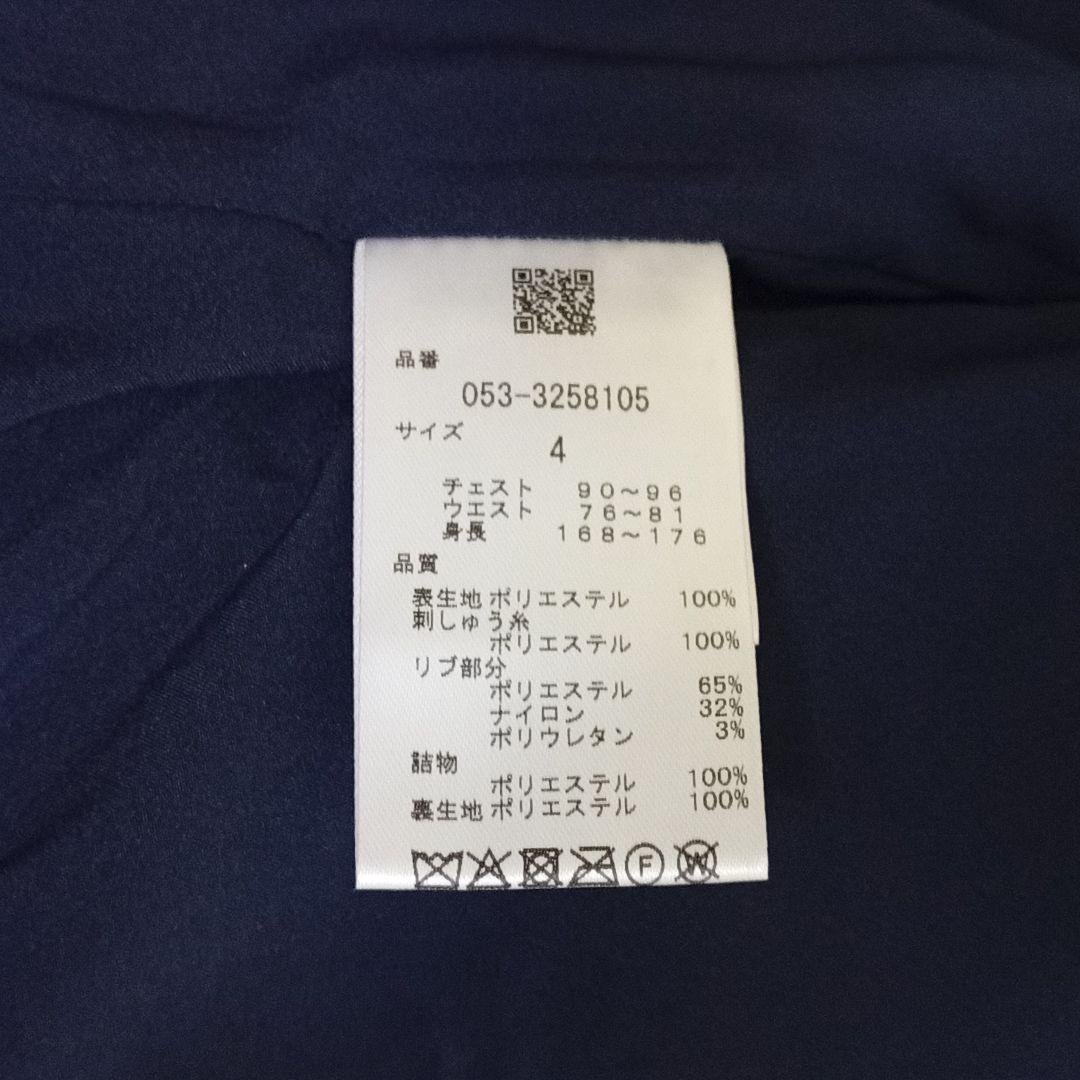 品番
053-3258105
サイズ
4
チェスト 90～96
ウエスト 76～81
身長 168～176
品質
表生地 ポリエステル 100%
刺しゅう糸
ポリエステル 100%
リブ部分
ポリエステル 65%
ナイロン 32%
ポリウレタン 3%
詰物
ポリエステル 100%
裏生地 ポリエステル 100%
F W